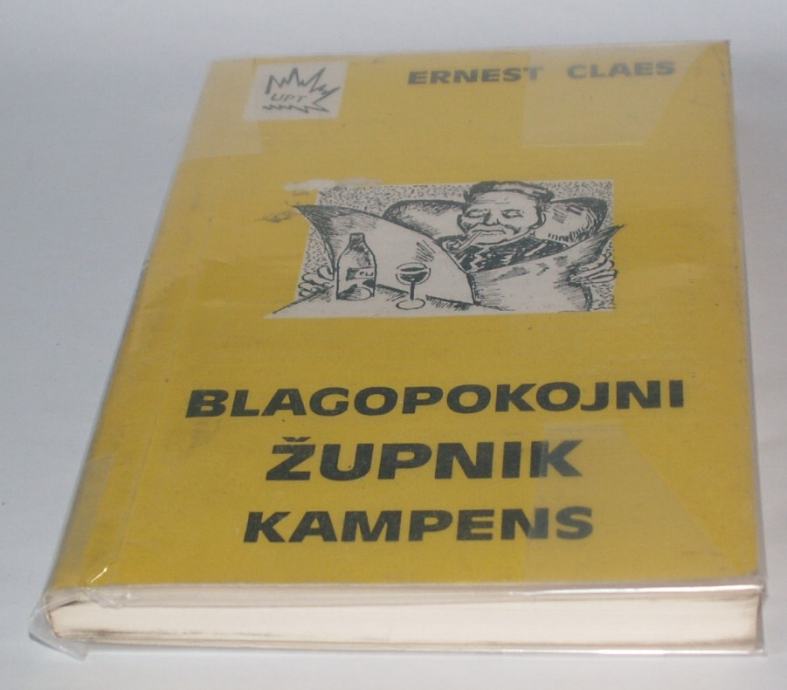 UPT
ERNEST CLAES
BLAGOPOKOJNI
ŽUPNIK
KAMPENS